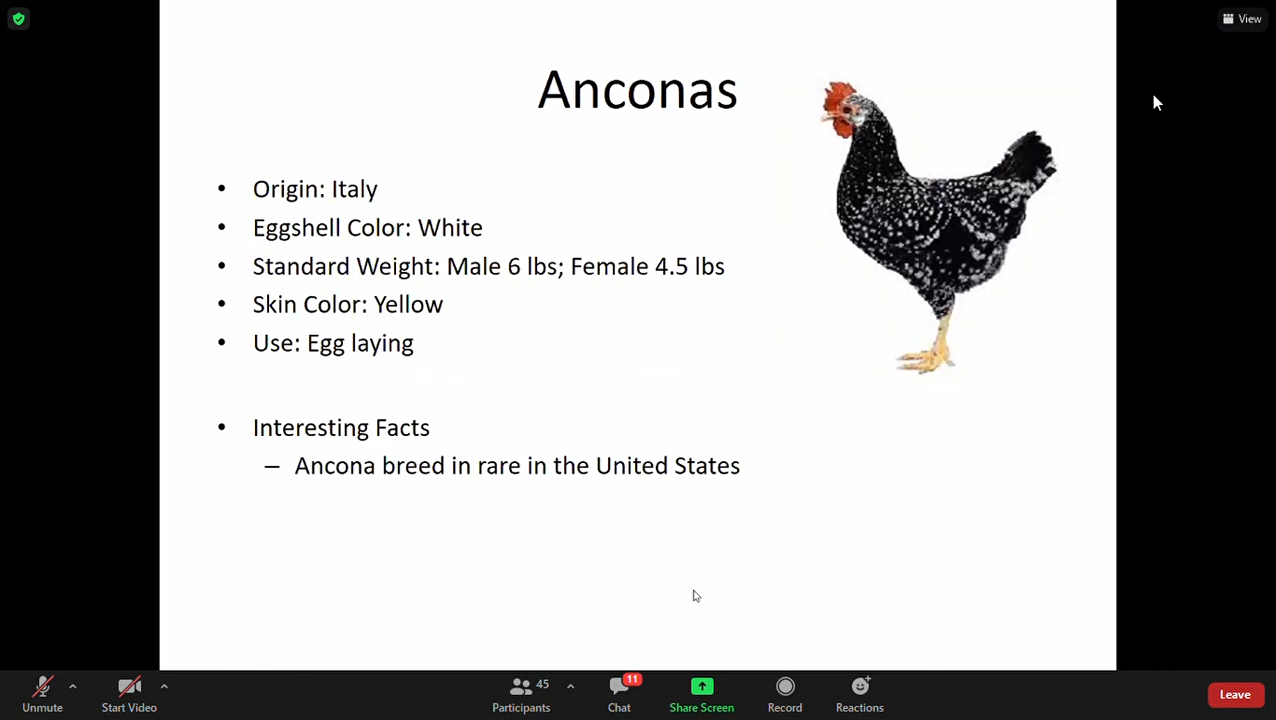 View
Anconas
• Origin: Italy
• Eggshell Color: White
• Standard Weight: Male 6 lbs; Female 4.5 lbs
• Skin Color: Yellow
• Use: Egg laying
• Interesting Facts
– Ancona breed in rare in the United States
45
11
Unmute
Start Video
Participants
Chat
Share Screen
Record
Reactions
Leave